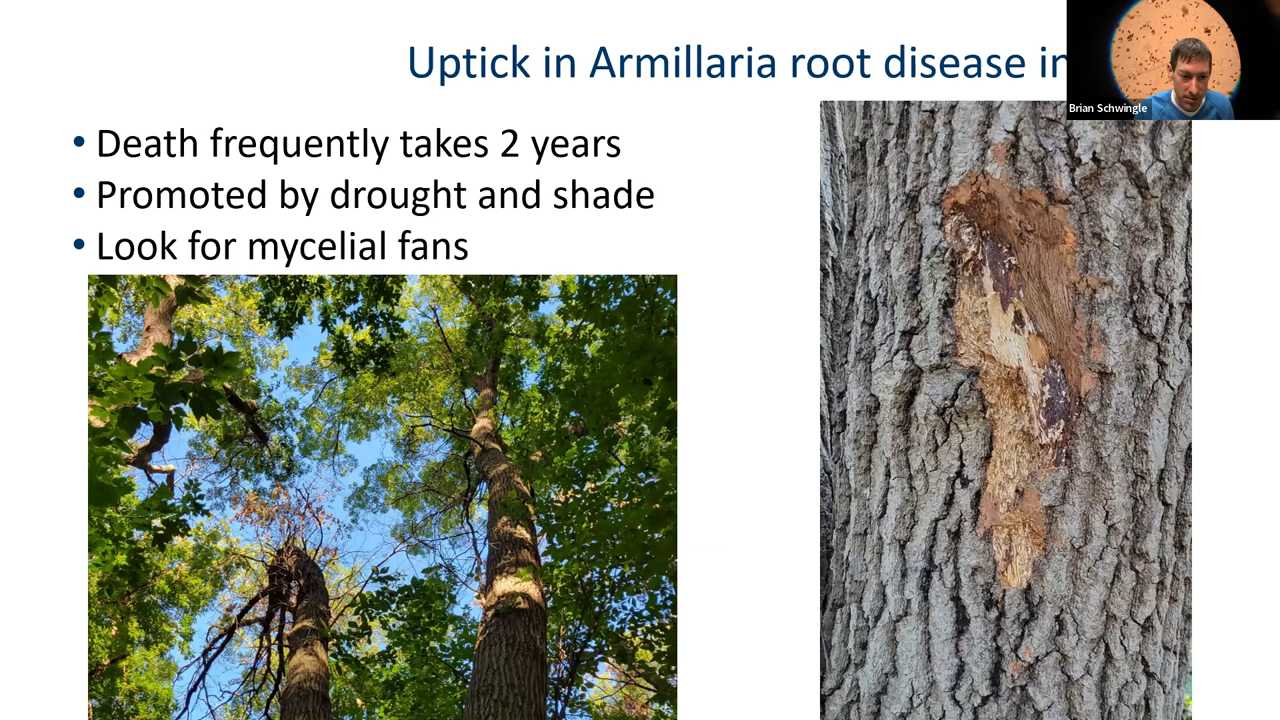 Uptick in Armillaria root disease in
Brian Schwingle
• Death frequently takes 2 years
• Promoted by drought and shade
• Look for mycelial fans